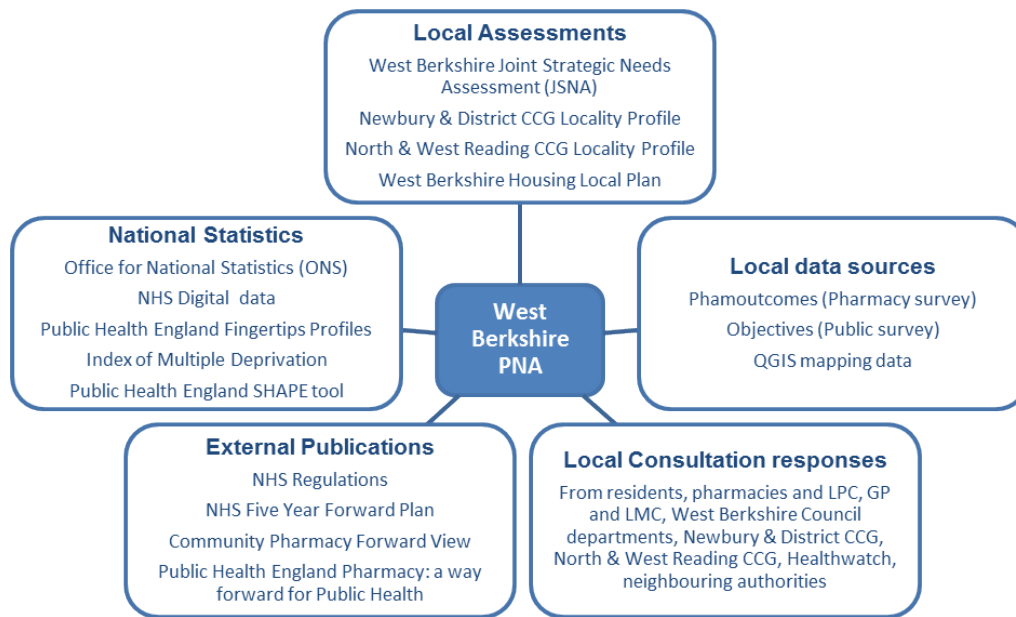 Local Assessments
West Berkshire Joint Strategic Needs
Assessment (JSNA)
Newbury & District CCG Locality Profile
North & West Reading CCG Locality Profile
West Berkshire Housing Local Plan
National Statistics
Office for National Statistics (ONS)
NHS Digital data
Public Health England Fingertips Profiles
Index of Multiple Deprivation
Public Health England SHAPE tool
West
Berkshire
PNA
Local data sources
Phamoutcomes (Pharmacy survey)
Objectives (Public survey)
QGIS mapping data
External Publications
NHS Regulations
NHS Five Year Forward Plan
Community Pharmacy Forward View
Public Health England Pharmacy: a way
forward for Public Health
Local Consultation responses
From residents, pharmacies and LPC, GP
and LMC, West Berkshire Council
departments, Newbury & District CCG,
North & West Reading CCG, Healthwatch,
neighbouring authorities